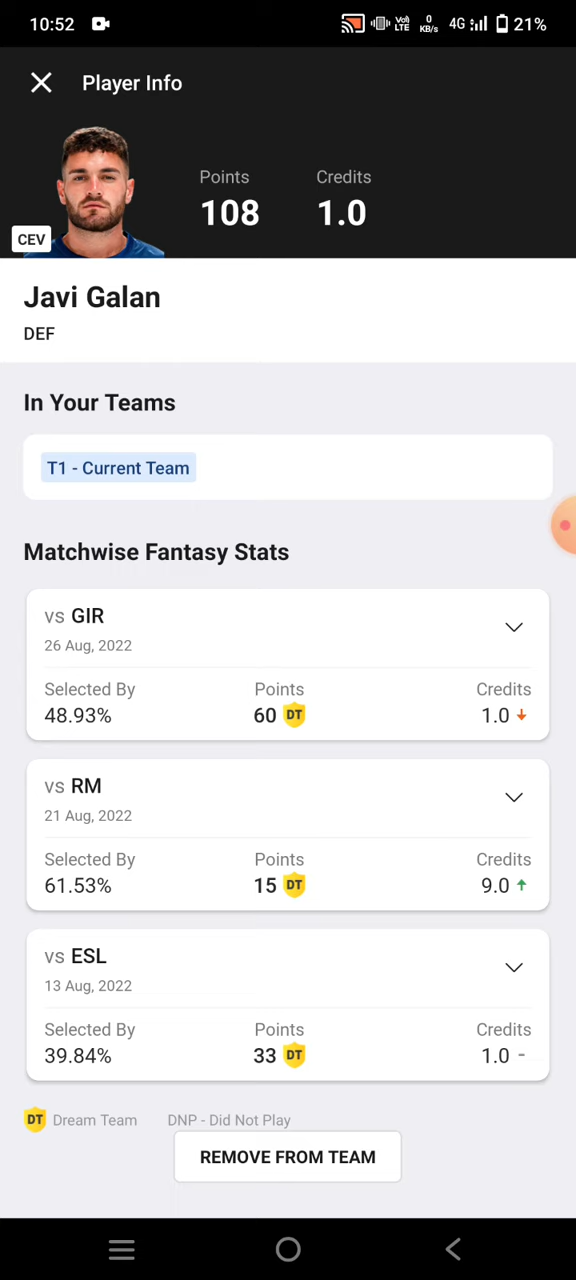 10:52
Vo) LTE
0 KB/s
4G
21%
Player Info
Points
Credits
108
1.0
CEV
Javi Galan
DEF
In Your Teams
T1 - Current Team
Matchwise Fantasy Stats
vs GIR
26 Aug, 2022
Selected By Points Credits
48.93% 60 DT 1.0
vs RM
21 Aug, 2022
Selected By Points Credits
61.53% 15 DT 9.0
vs ESL
13 Aug, 2022
Selected By Points Credits
39.84% 33 DT 1.0 -
DT Dream Team DNP - Did Not Play
REMOVE FROM TEAM